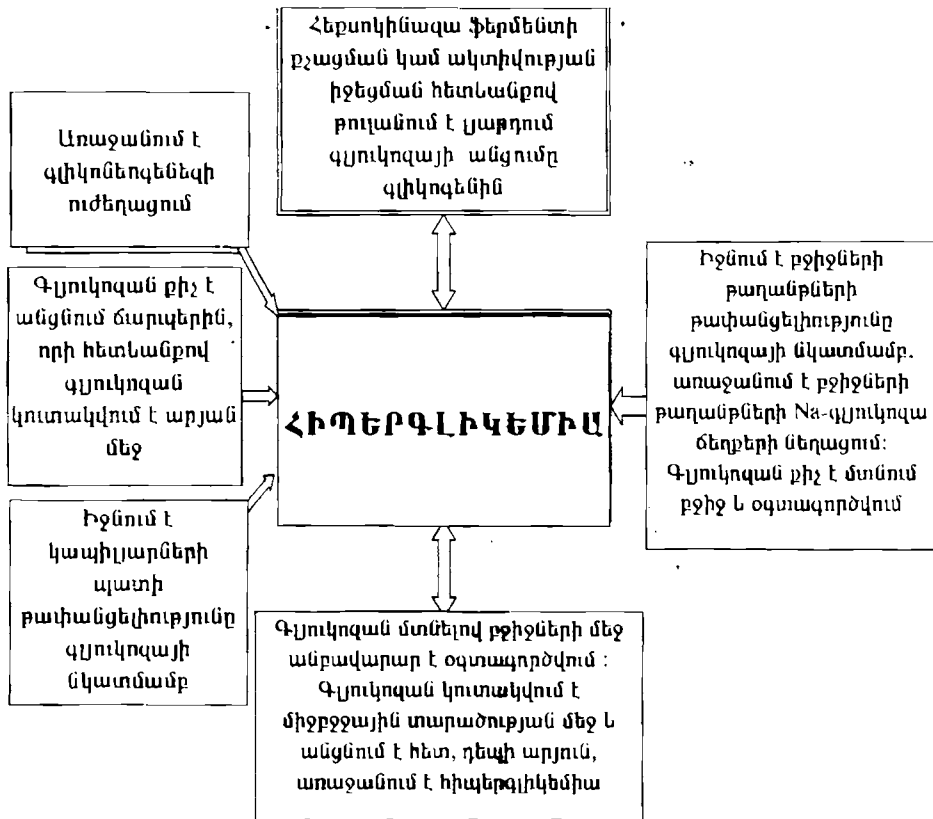 Հեքսոկինազա ֆերմենտի
քչացման կամ ակտիվության
իջեցման հետևանքով
թուլանում է լյարդում
գլյուկոզայի անցումը
գլիկոգենին
Առաջանում է
գլիկոնեոգենեզի
ուժեղացում
Գլյուկոզան քիչ է
անցնում ճարպերին,
որի հետևանքով
գլյուկոզան
կուտակվում է արյան
մեջ
Իջնում է
կապիլյարների
պատի
թափանցելիությունը
գլյուկոզայի
նկատմամբ
ՀԻՊԵՐԳԼԻԿԵՄԻԱ
Իջնում է բջիջների
թաղանթների
թափանցելիությունը
գլյուկոզայի նկատմամբ.
առաջանում է բջիջների
թաղանթների Na-գլյուկոզա
ճեղքերի նեղացում:
Գլյուկոզան քիչ է մտնում
բջիջ և օգտագործվում
Գլյուկոզան մտնելով բջիջների մեջ
անբավարար է օգտագործվում :
Գլյուկոզան կուտակվում է
միջբջջային տարածության մեջ և
անցնում է հետ, դեպի արյուն,
առաջանում է հիպերգլիկեմիա